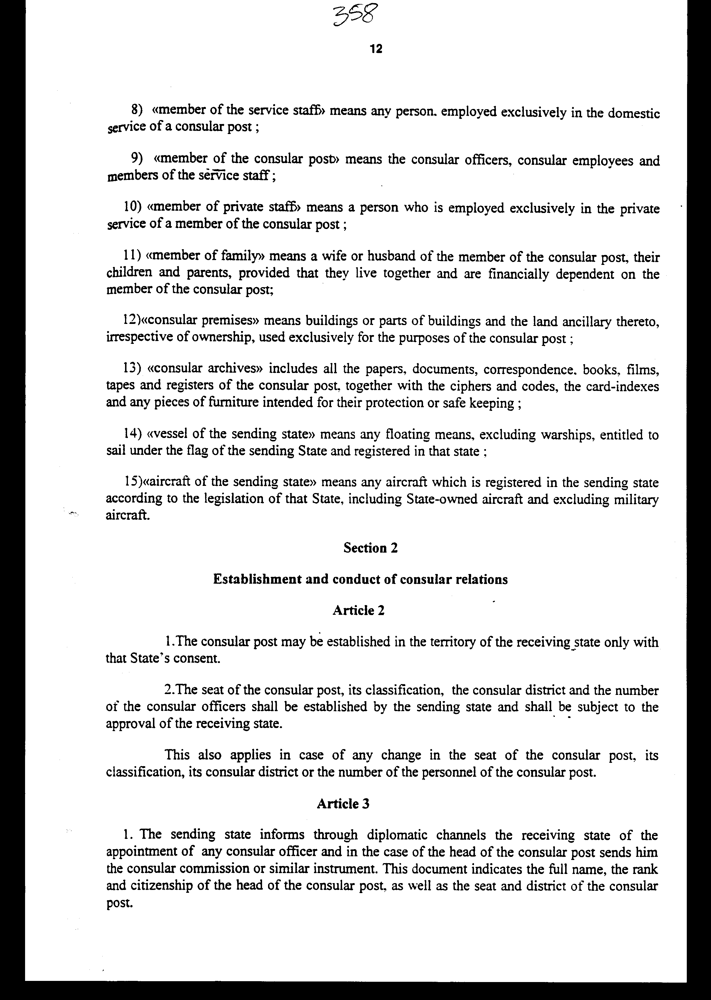 358
12
8) «member of the service staff» means any person. employed exclusively in the domestic
service of a consular post ;
9) «member of the consular post» means the consular officers, consular employees and
members of the service staff ;
10) «member of private staff» means a person who is employed exclusively in the private
service of a member of the consular post ;
11) «member of family» means a wife or husband of the member of the consular post, their
children and parents, provided that they live together and are financially dependent on the
member of the consular post;
12)«consular premises» means buildings or parts of buildings and the land ancillary thereto,
irrespective of ownership, used exclusively for the purposes of the consular post ;
13) «consular archives» includes all the papers, documents, correspondence. books, films,
tapes and registers of the consular post, together with the ciphers and codes, the card-indexes
and any pieces of furniture intended for their protection or safe keeping ;
14) «vessel of the sending state» means any floating means, excluding warships, entitled to
sail under the flag of the sending State and registered in that state ;
15)«aircraft of the sending state» means any aircraft which is registered in the sending state
according to the legislation of that State, including State-owned aircraft and excluding military
aircraft.
Section 2
Establishment and conduct of consular relations
Article 2
1.The consular post may be established in the territory of the receiving state only with
that State's consent.
2.The seat of the consular post, its classification, the consular district and the number
of the consular officers shall be established by the sending state and shall be subject to the
approval of the receiving state.
This also applies in case of any change in the seat of the consular post, its
classification, its consular district or the number of the personnel of the consular post.
Article 3
1. The sending state informs through diplomatic channels the receiving state of the
appointment of any consular officer and in the case of the head of the consular post sends him
the consular commission or similar instrument. This document indicates the full name, the rank
and citizenship of the head of the consular post, as well as the seat and district of the consular
post.